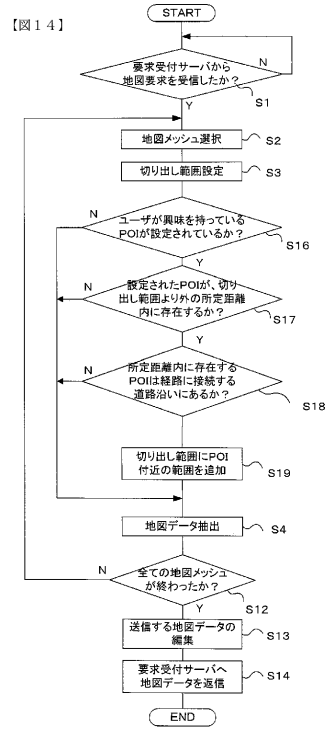 【図１４】
START
要求受付サーバから
地図要求を受信したか？
N
S1
Y
地図メッシュ選択
S2
切り出し範囲設定
S3
N
ユーザが興味を持っている
POIが設定されているか？
S16
Y
N
設定されたPOIが、切り
出し範囲より外の所定距離
内に存在するか？
S17
Y
N
所定距離内に存在する
POIは経路に接続する
道路沿いにあるか？
S18
Y
切り出し範囲にPOI
付近の範囲を追加
S19
地図データ抽出
S4
N
全ての地図メッシュ
が終わったか？
S12
Y
送信する地図データの
編集
S13
要求受付サーバへ
地図データを返信
S14
END